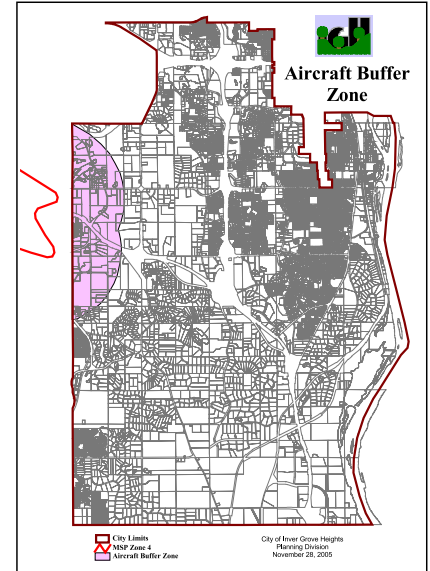 Aircraft Buffer
Zone
City Limits
MSP Zone 4
Aircraft Buffer Zone
City of Inver Grove Heights
Planning Division
November 28, 2005